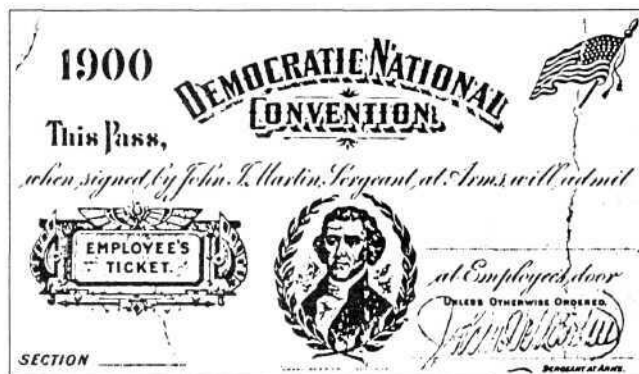 1900
DEMOCRATIC NATIONAL
CONVENTION.
This Pass,
when signed by John I. Martin, Sergeant at Arms, will admit
EMPLOYEE'S
TICKET.
at Employee's door
UNLESS OTHERWISE ORDERED.
SECTION
SERGEANT AT ARMS.